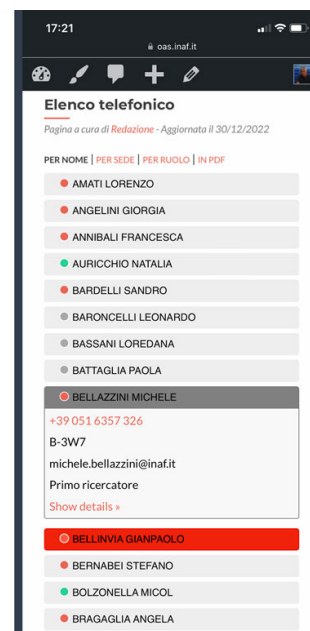 17:21
oas.inaf.it
Elenco telefonico
Pagina a cura di Redazione - Aggiornata il 30/12/2022
PER NOME | PER SEDE | PER RUOLO | IN PDF
AMATI LORENZO
ANGELINI GIORGIA
ANNIBALI FRANCESCA
AURICCHIO NATALIA
BARDELLI SANDRO
BARONCELLI LEONARDO
BASSANI LOREDANA
BATTAGLIA PAOLA
BELLAZZINI MICHELE
+39 051 6357 326
B-3W7
michele.bellazzini@inaf.it
Primo ricercatore
Show details »
BELLINVIA GIANPAOLO
BERNABEI STEFANO
BOLZONELLA MICOL
BRAGAGLIA ANGELA